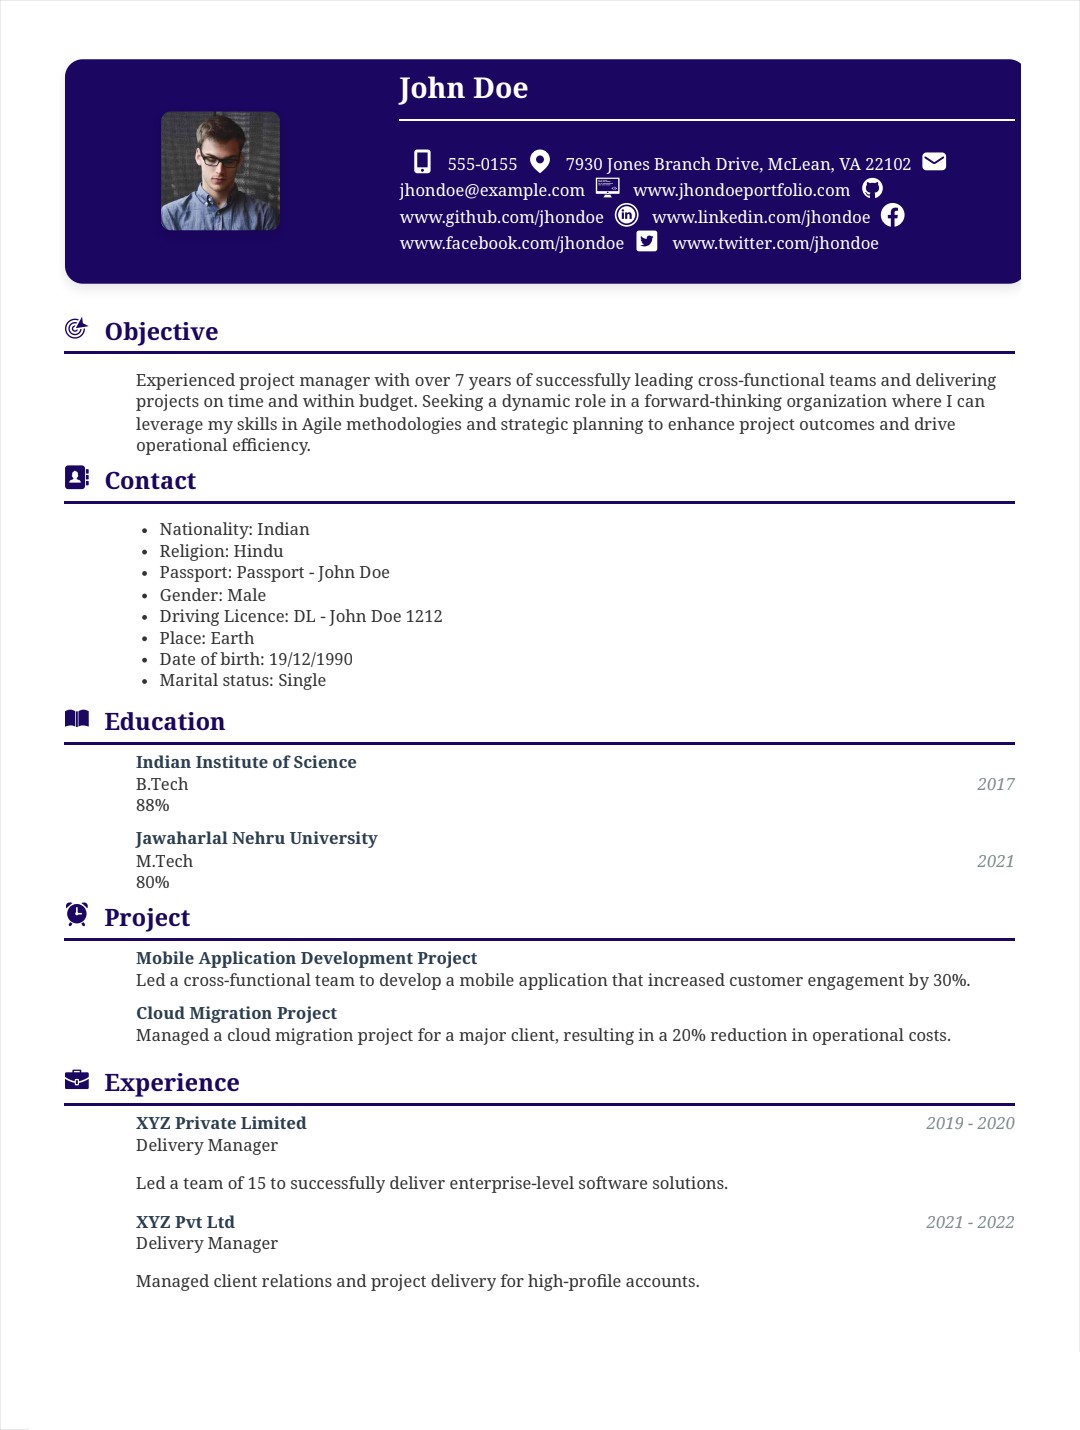 John Doe
555-0155 7930 Jones Branch Drive, McLean, VA 22102
jhondoe@example.com www.jhondoeportfolio.com
www.github.com/jhondoe www.linkedin.com/jhondoe
www.facebook.com/jhondoe www.twitter.com/jhondoe
Objective
Experienced project manager with over 7 years of successfully leading cross-functional teams and delivering
projects on time and within budget. Seeking a dynamic role in a forward-thinking organization where I can
leverage my skills in Agile methodologies and strategic planning to enhance project outcomes and drive
operational efficiency.
Contact
• Nationality: Indian
• Religion: Hindu
• Passport: Passport - John Doe
• Gender: Male
• Driving Licence: DL - John Doe 1212
• Place: Earth
• Date of birth: 19/12/1990
• Marital status: Single
Education
Indian Institute of Science
B.Tech 2017
88%
Jawaharlal Nehru University
M.Tech 2021
80%
Project
Mobile Application Development Project
Led a cross-functional team to develop a mobile application that increased customer engagement by 30%.
Cloud Migration Project
Managed a cloud migration project for a major client, resulting in a 20% reduction in operational costs.
Experience
XYZ Private Limited 2019 - 2020
Delivery Manager
Led a team of 15 to successfully deliver enterprise-level software solutions.
XYZ Pvt Ltd 2021 - 2022
Delivery Manager
Managed client relations and project delivery for high-profile accounts.